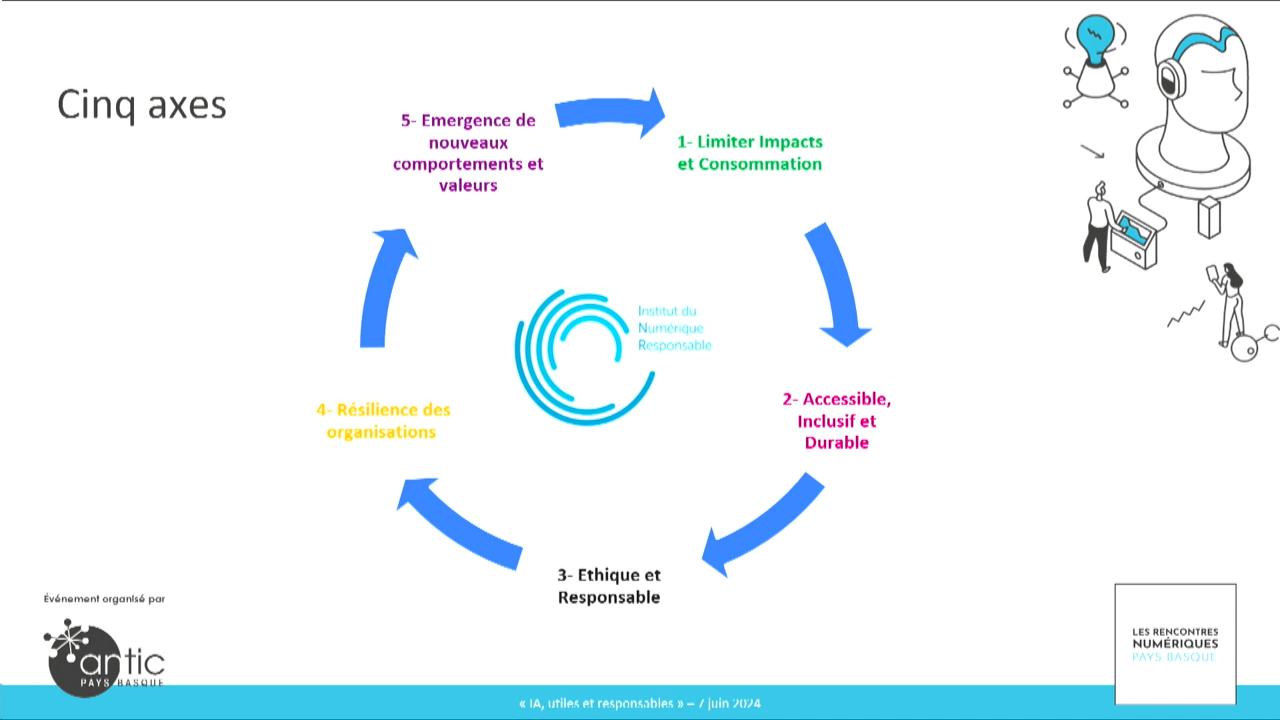 Cinq axes
5- Emergence de
nouveaux
comportements et
valeurs
1- Limiter Impacts
et Consommation
Institut du
Numérique
Responsable
2- Accessible,
Inclusif et
Durable
4- Résilience des
organisations
3- Ethique et
Responsable
Événement organisé par
antic
PAYS BASQUE
LES RENCONTRES
NUMÉRIQUES
PAYS BASQUE
« IA, utiles et responsables » – 7 juin 2024